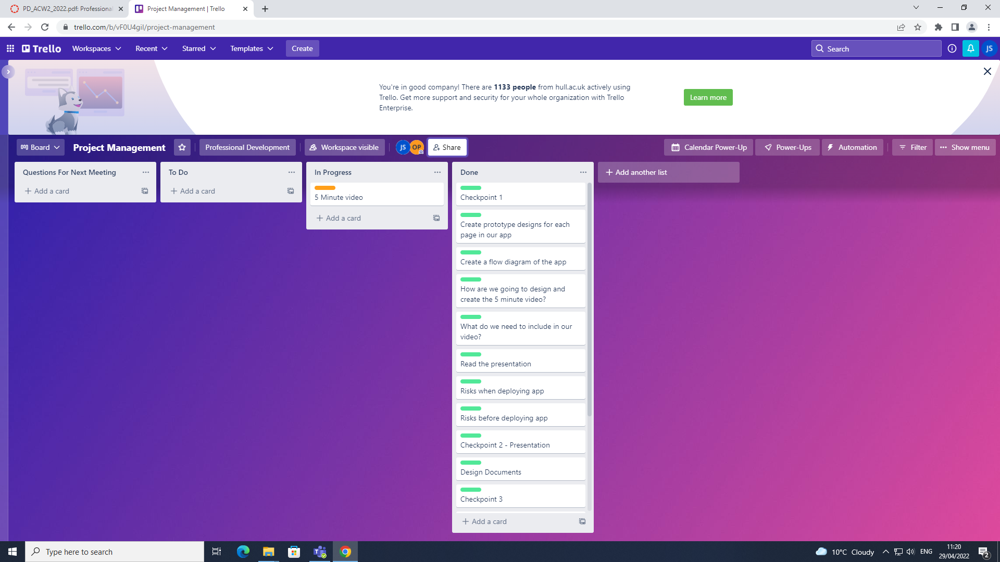 PD_ACW2_2022.pdf: Professional
Project Management | Trello
trello.com/b/vF0U4gil/project-management
Trello
Workspaces
Recent
Starred
Templates
Create
Search
JS
You're in good company! There are 1133 people from hull.ac.uk actively using
Trello. Get more support and security for your whole organization with Trello
Enterprise.
Learn more
Board
Project Management
Professional Development
Workspace visible
JS
OP
Share
Calendar Power-Up
Power-Ups
Automation
Filter
Show menu
Questions For Next Meeting
Add a card
To Do
Add a card
In Progress
5 Minute video
Add a card
Done
Checkpoint 1
Create prototype designs for each
page in our app
Create a flow diagram of the app
How are we going to design and
create the 5 minute video?
What do we need to include in our
video?
Read the presentation
Risks when deploying app
Risks before deploying app
Checkpoint 2 - Presentation
Design Documents
Checkpoint 3
Add a card
Add another list
Type here to search
10°C Cloudy
ENG
11:20
29/04/2022
2